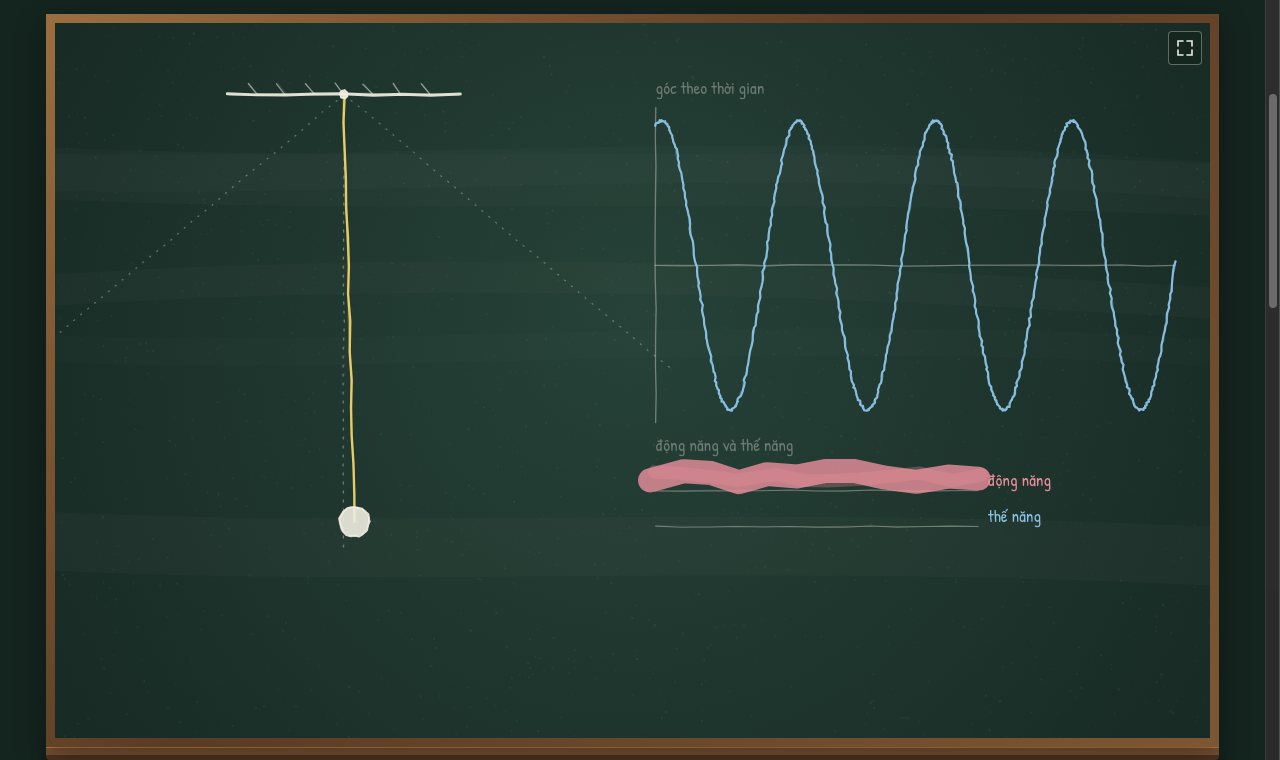 góc theo thời gian
động năng và thế năng
động năng
thế năng